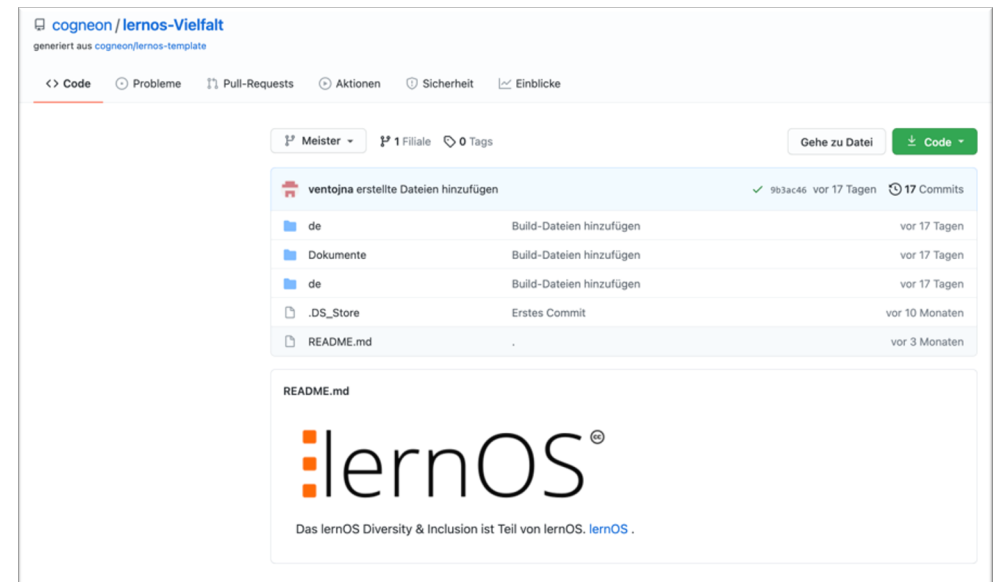 cogneon / lernos-Vielfalt
generiert aus cogneon/lernos-template
<> Code Probleme Pull-Requests Aktionen Sicherheit Einblicke
Meister 1 Filiale 0 Tags Gehe zu Datei Code
ventojna erstellte Dateien hinzufügen 9b3ac46 vor 17 Tagen 17 Commits
de Build-Dateien hinzufügen vor 17 Tagen
Dokumente Build-Dateien hinzufügen vor 17 Tagen
de Build-Dateien hinzufügen vor 17 Tagen
.DS_Store Erstes Commit vor 10 Monaten
README.md . vor 3 Monaten
README.md
lernOS cc
Das lernOS Diversity & Inclusion ist Teil von lernOS. lernOS .